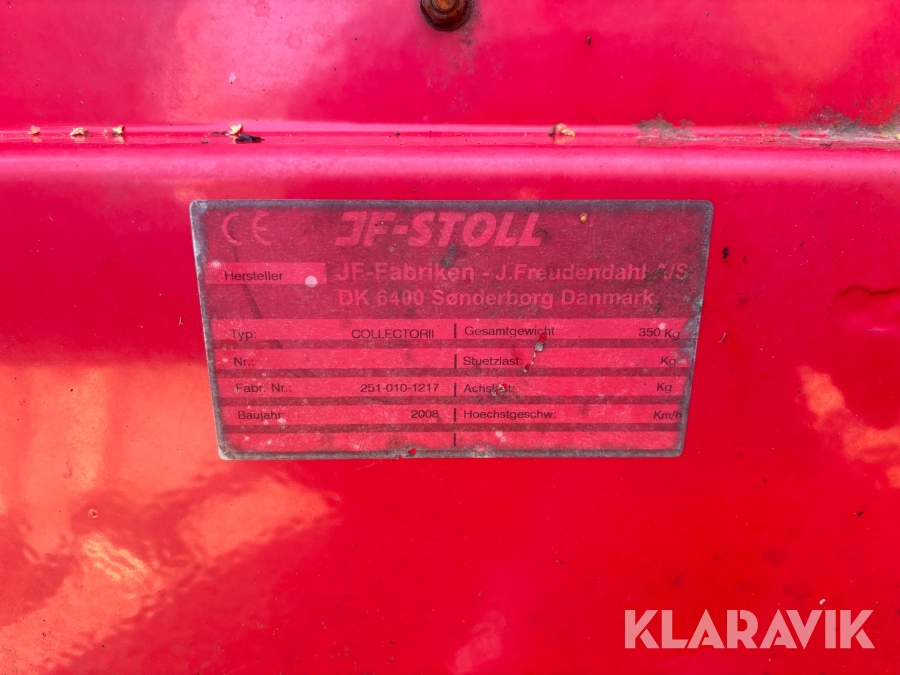 CE JF-STOLL
Hersteller JF-Fabriken - J.Freudendahl A/S
DK 6400 Sønderborg Danmark
Typ: COLLECTORII Gesamtgewicht: 350 Kg
Nr.: Stuetzlast: Kg
Fabr. Nr.: 251-010-1217 Achslast: Kg
Baujahr: 2008 Hoechstgeschw. Km/h
KLARAVIK